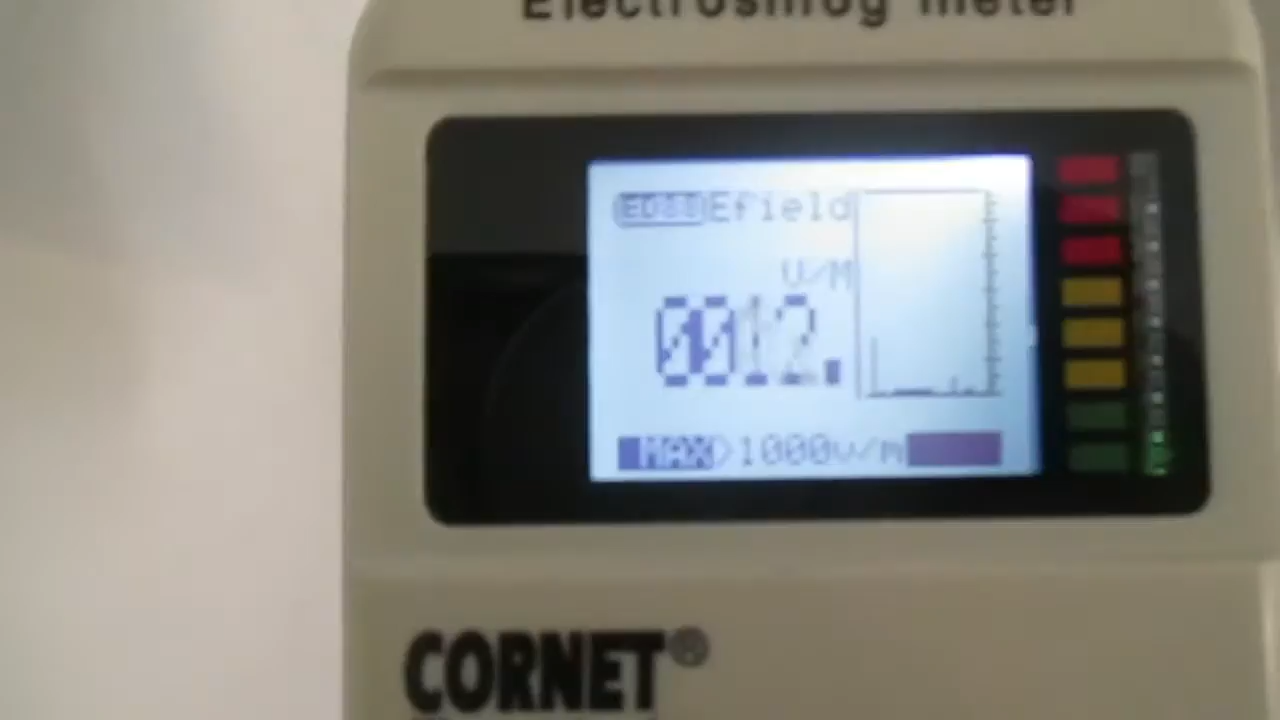 Electrosmog meter
ED88 Efield
V/M
0012.
MAX>1000v/m
CORNET®